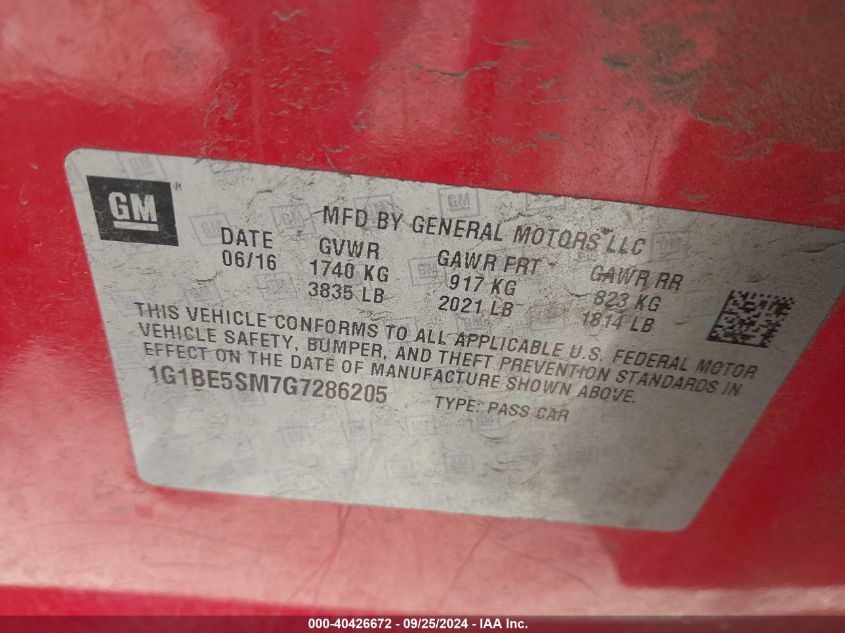 GM®
MFD BY GENERAL MOTORS LLC
DATE GVWR GAWR FRT GAWR RR
06/16 1740 KG 917 KG 823 KG
3835 LB 2021 LB 1814 LB
THIS VEHICLE CONFORMS TO ALL APPLICABLE U.S. FEDERAL MOTOR
VEHICLE SAFETY, BUMPER, AND THEFT PREVENTION STANDARDS IN
EFFECT ON THE DATE OF MANUFACTURE SHOWN ABOVE.
1G1BE5SM7G7286205 TYPE: PASS CAR
000-40426672 - 09/25/2024 - IAA Inc.